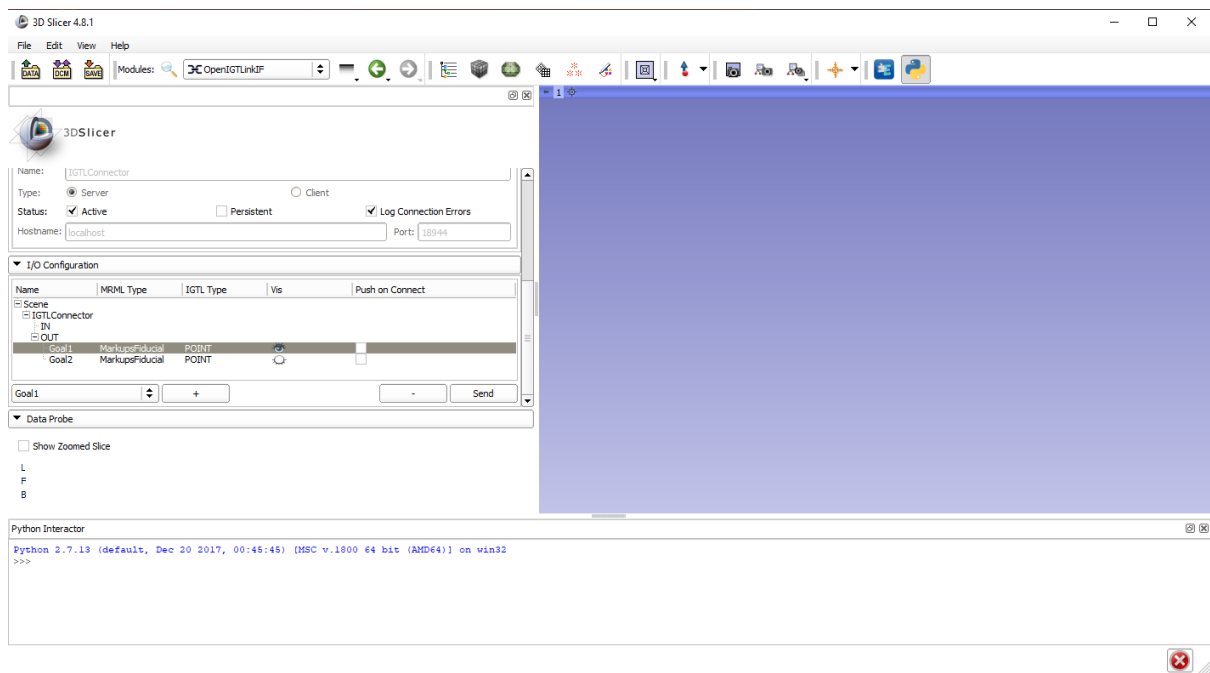 3D Slicer 4.8.1
File Edit View Help
DATA DCM SAVE Modules: OpenIGTLinkIF
1
3DSlicer
Name: IGTLConnector
Type: Server Client
Status: Active Persistent Log Connection Errors
Hostname: localhost Port: 18944
I/O Configuration
Name MRML Type IGTL Type Vis Push on Connect
Scene
IGTLConnector
IN
OUT
Goal1 MarkupsFiducial POINT
Goal2 MarkupsFiducial POINT
Goal1 + - Send
Data Probe
Show Zoomed Slice
L
F
B
Python Interactor
Python 2.7.13 (default, Dec 20 2017, 00:45:45) [MSC v.1800 64 bit (AMD64)] on win32
>>>